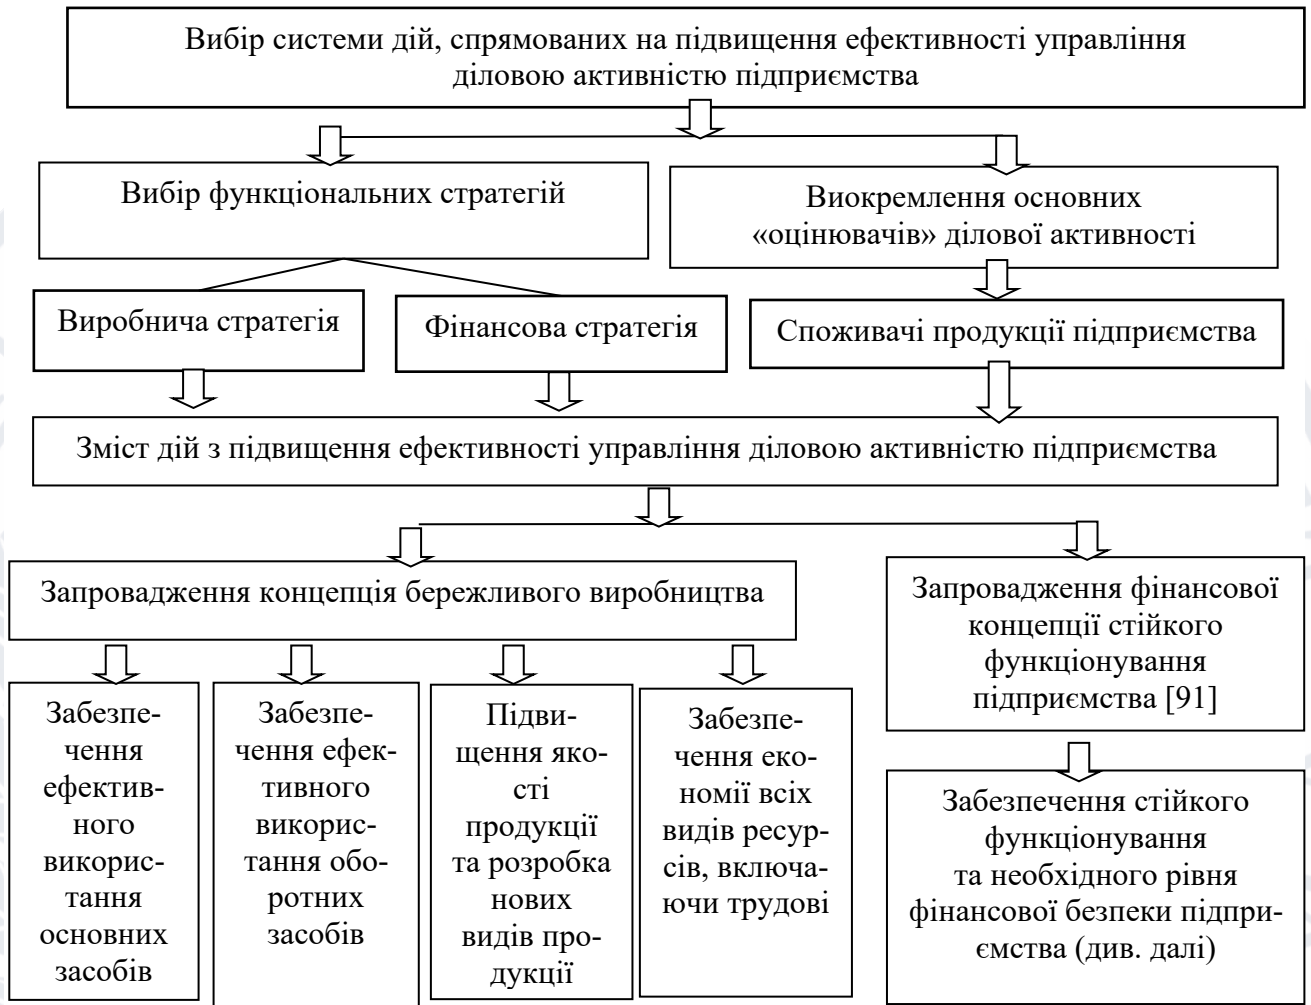 Вибір системи дій, спрямованих на підвищення ефективності управління
діловою активністю підприємства
Вибір функціональних стратегій
Виокремлення основних
«оцінювачів» ділової активності
Виробнича стратегія
Фінансова стратегія
Споживачі продукції підприємства
Зміст дій з підвищення ефективності управління діловою активністю підприємства
Запровадження концепція бережливого виробництва
Запровадження фінансової
концепції стійкого
функціонування
підприємства [91]
Забезпе-
чення
ефектив-
ного
викорис-
тання
основних
засобів
Забезпе-
чення ефек-
тивного
викорис-
тання обо-
ротних
засобів
Підви-
щення яко-
сті
продукції
та розробка
нових
видів про-
дукції
Забезпе-
чення еко-
номії всіх
видів ресур-
сів, включа-
ючи трудові
Забезпечення стійкого
функціонування
та необхідного рівня
фінансової безпеки підпри-
ємства (див. далі)